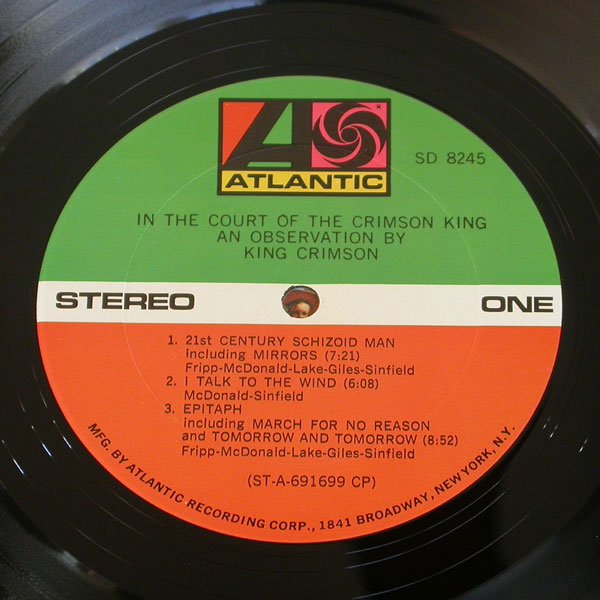 ATLANTIC
SD 8245
IN THE COURT OF THE CRIMSON KING
AN OBSERVATION BY
KING CRIMSON
STEREO
ONE
1. 21st CENTURY SCHIZOID MAN
including MIRRORS (7:21)
Fripp-McDonald-Lake-Giles-Sinfield
2. I TALK TO THE WIND (6:08)
McDonald-Sinfield
3. EPITAPH
including MARCH FOR NO REASON
and TOMORROW AND TOMORROW (8:52)
Fripp-McDonald-Lake-Giles-Sinfield
(ST-A-691699 CP)
MFG. BY ATLANTIC RECORDING CORP., 1841 BROADWAY, NEW YORK, N.Y.